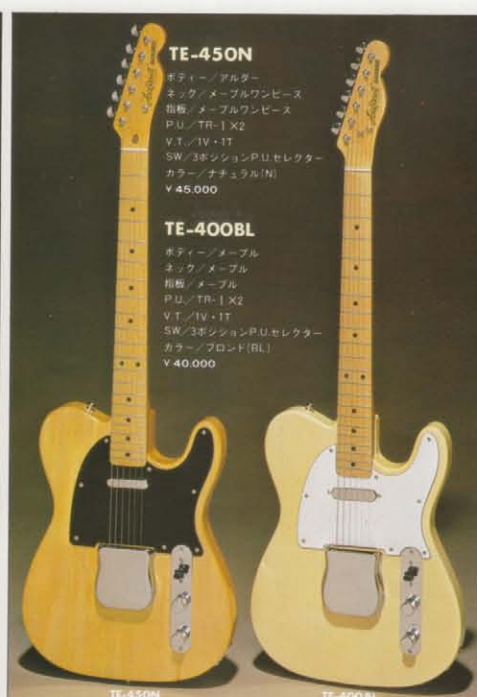 TE-450N
ボディー／アルダー
ネック／メープルワンピース
指板／メープルワンピース
P.U.／TR-1 X2
V.T.／1V・1T
SW／3ポジションP.U.セレクター
カラー／ナチュラル(N)
¥45.000
TE-400BL
ボディー／メープル
ネック／メープル
指板／メープル
P.U.／TR-1 X2
V.T.／1V・1T
SW／3ポジションP.U.セレクター
カラー／ブロンド(BL)
¥40.000
TE-450N
TE-400BL